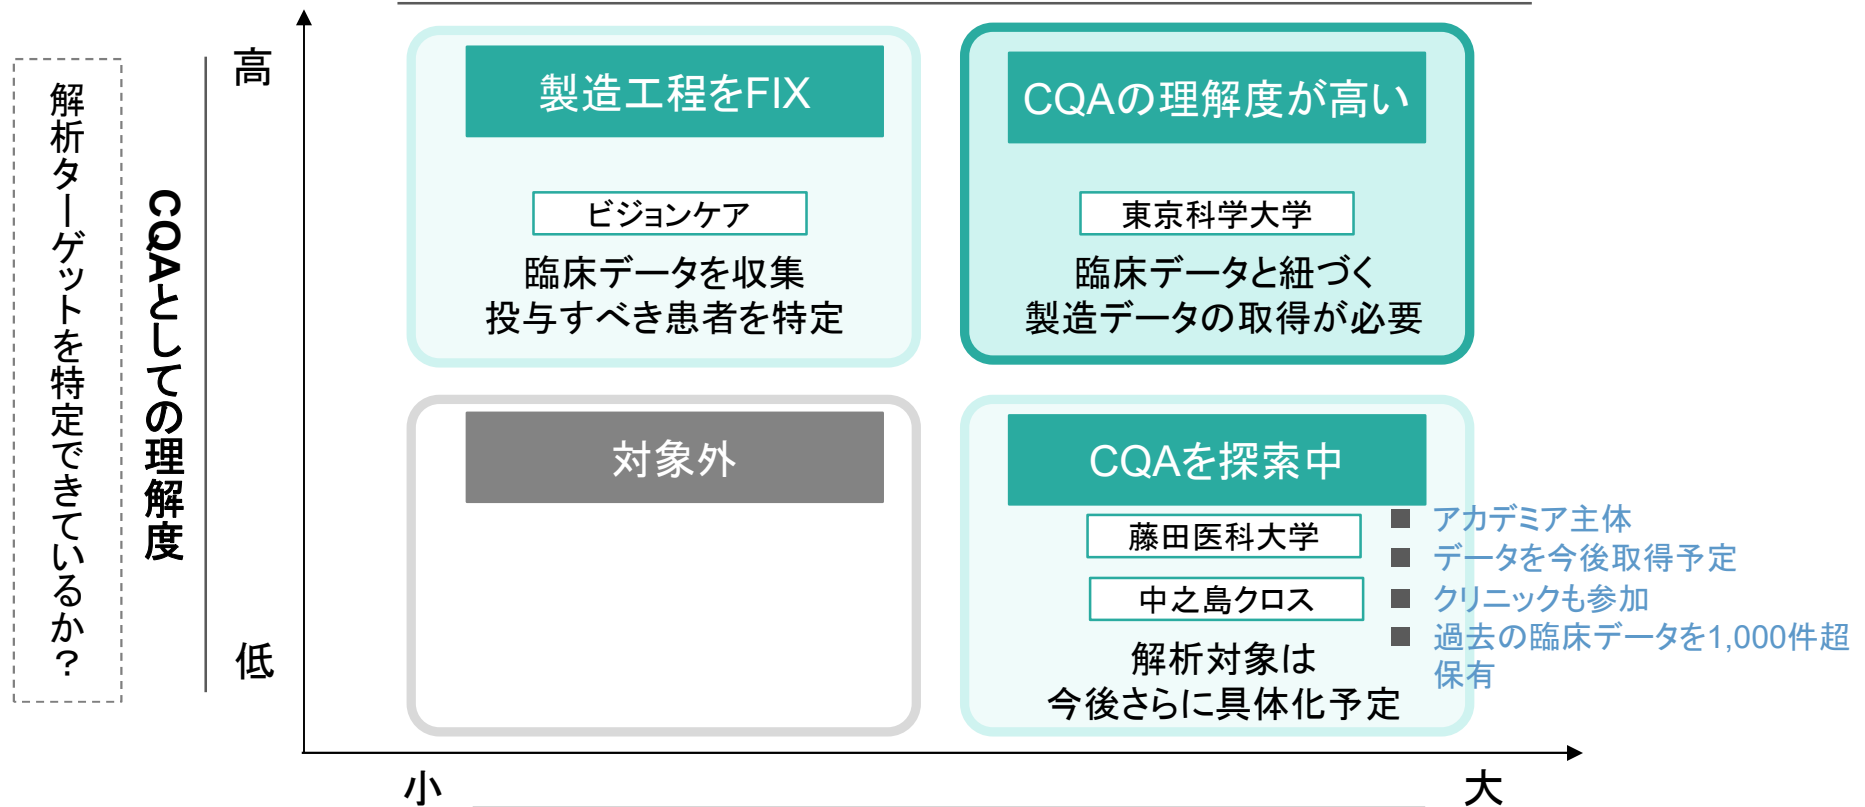 解析ターゲットを特定できているか？
CQAとしての理解度
高
低
製造工程をFIX
ビジョンケア
臨床データを収集
投与すべき患者を特定
CQAの理解度が高い
東京科学大学
臨床データと紐づく
製造データの取得が必要
対象外
CQAを探索中
藤田医科大学
中之島クロス
解析対象は
今後さらに具体化予定
アカデミア主体
データを今後取得予定
クリニックも参加
過去の臨床データを1,000件超
保有
小
大